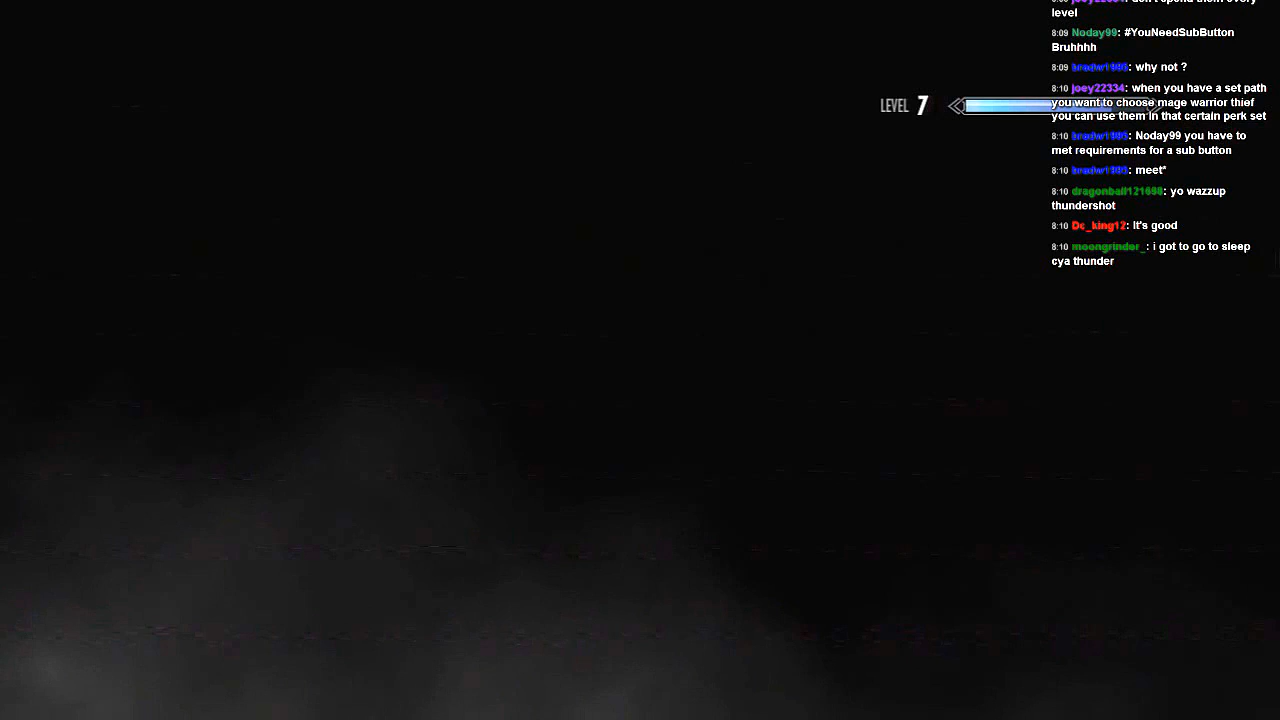 level
8:09 Noday99: #YouNeedSubButton
Bruhhhh
8:09 bradw1995: why not ?
LEVEL 7
8:10 joey22334: when you have a set path
you want to choose mage warrior thief
you can use them in that certain perk set
8:10 bradw1995: Noday99 you have to
met requirements for a sub button
8:10 bradw1995: meet*
8:10 dragonball121698: yo wazzup
thundershot
8:10 Dc_king12: It's good
8:10 moongrinder_: i got to go to sleep
cya thunder